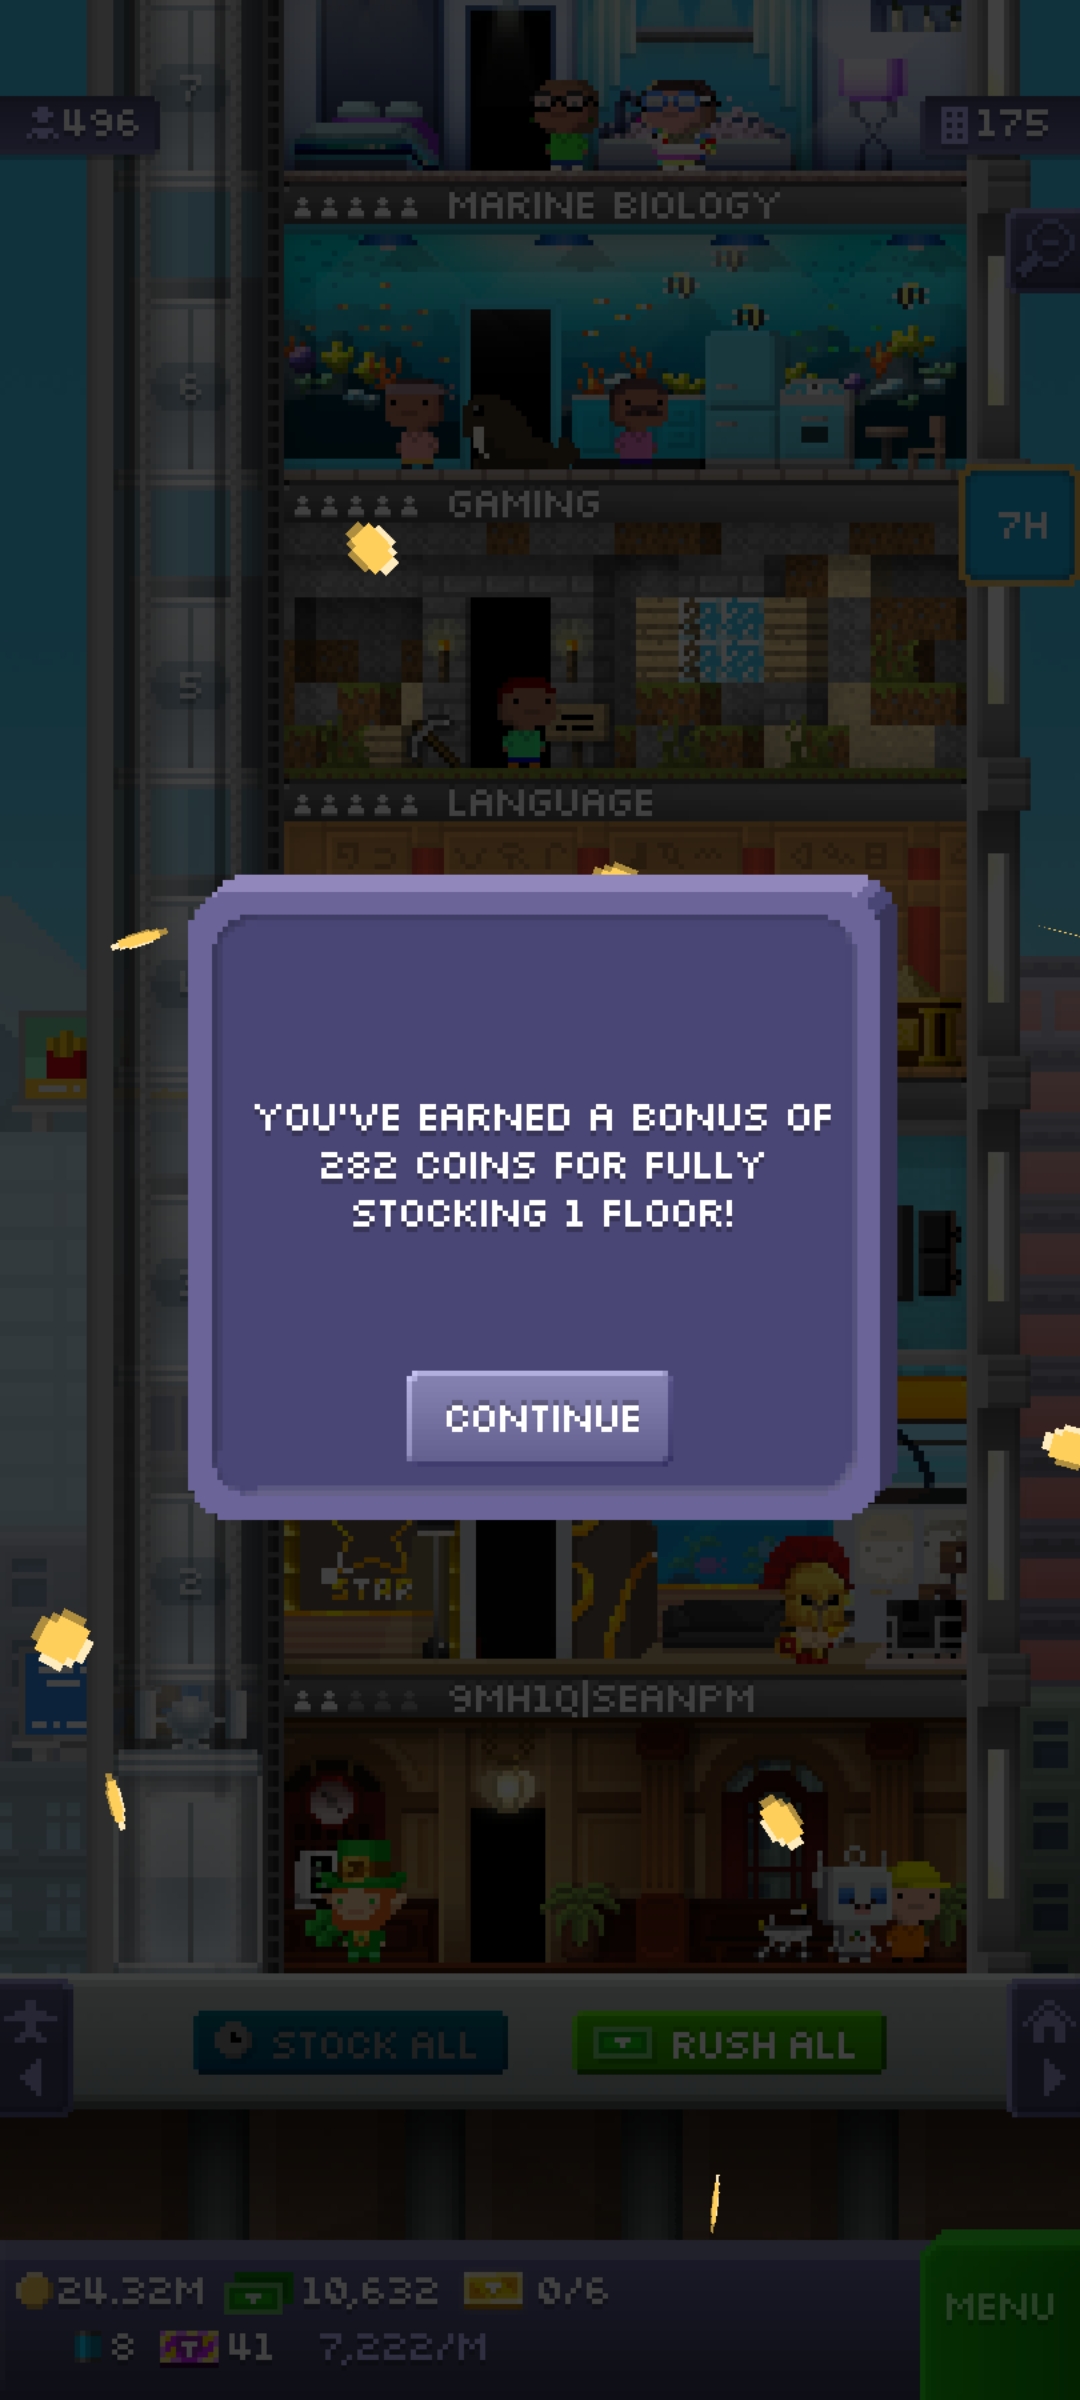 7
496
175
MARINE BIOLOGY
6
GAMING
7H
5
LANGUAGE
YOU'VE EARNED A BONUS OF
282 COINS FOR FULLY
STOCKING 1 FLOOR!
CONTINUE
2
STAR
9MH1Q|SEANPM
STOCK ALL
RUSH ALL
24.32M
10,632
0/6
MENU
8
41
7,222/M